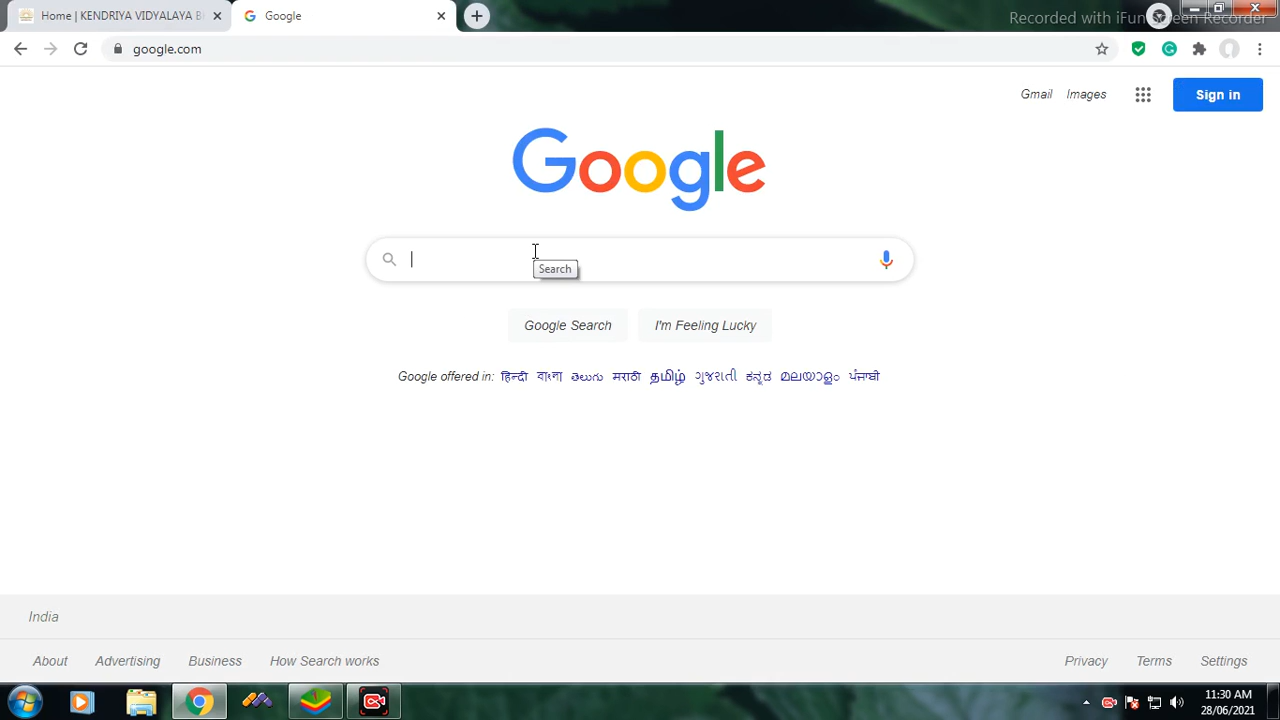 Home | KENDRIYA VIDYALAYA B
Google
Recorded with iFun Screen Recorder
google.com
Gmail Images Sign in
Google
Search
Google Search I'm Feeling Lucky
Google offered in: हिन्दी বাংলা తెలుగు मराठी தமிழ் ગુજરાતી ಕನ್ನಡ മലയാളം ਪੰਜਾਬੀ
India
About Advertising Business How Search works Privacy Terms Settings
11:30 AM
28/06/2021